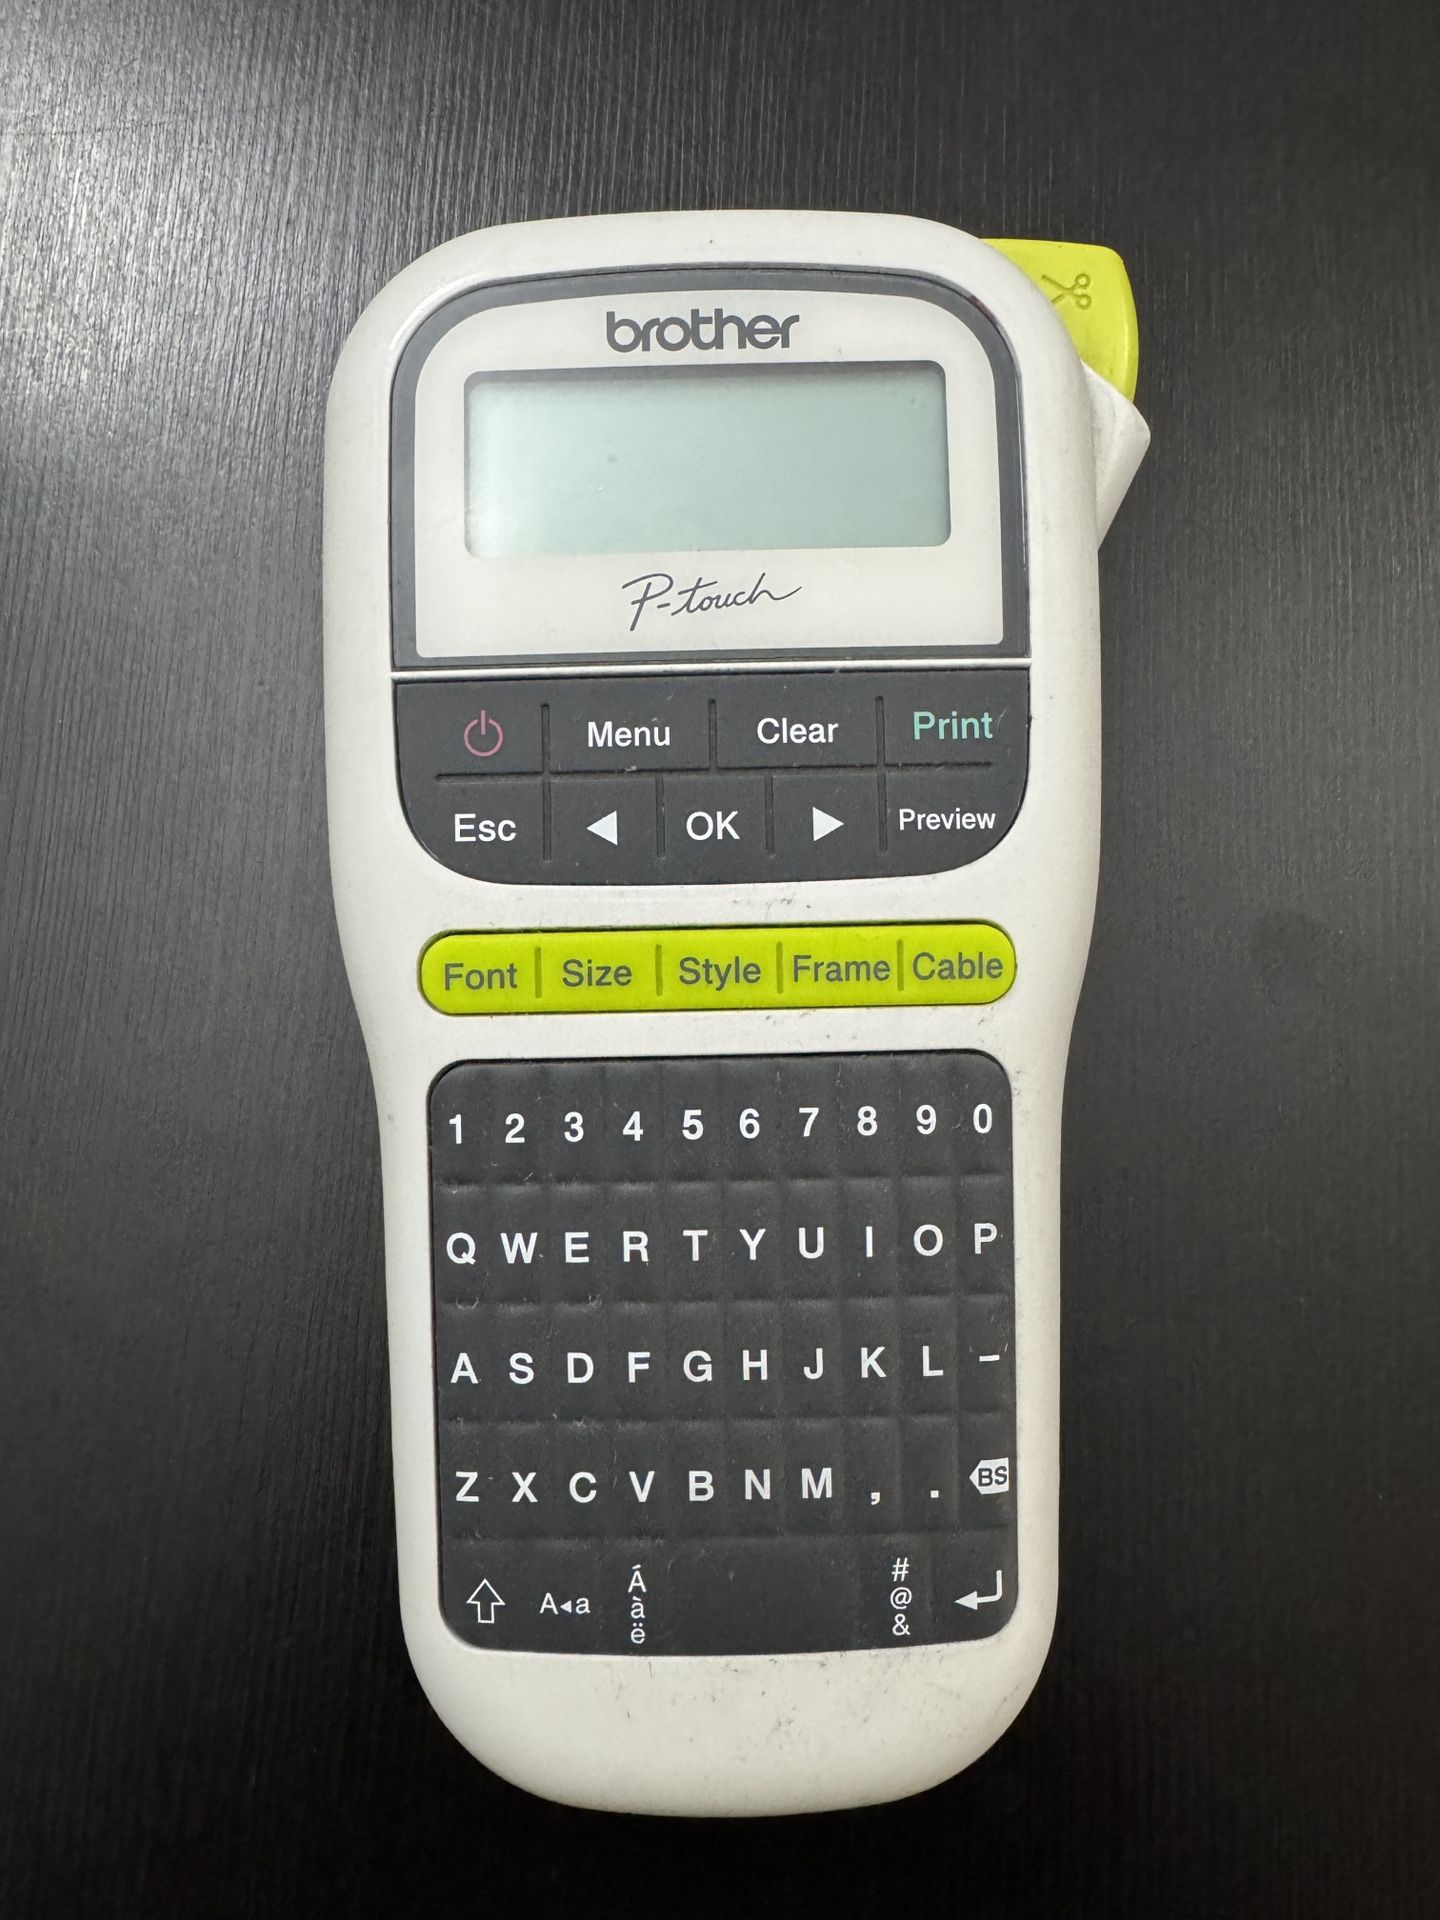 brother
P-touch
Menu Clear Print
Esc OK Preview
Font Size Style Frame Cable
1 2 3 4 5 6 7 8 9 0
Q W E R T Y U I O P
A S D F G H J K L -
Z X C V B N M , . BS
A◂a Á à ë # @ &